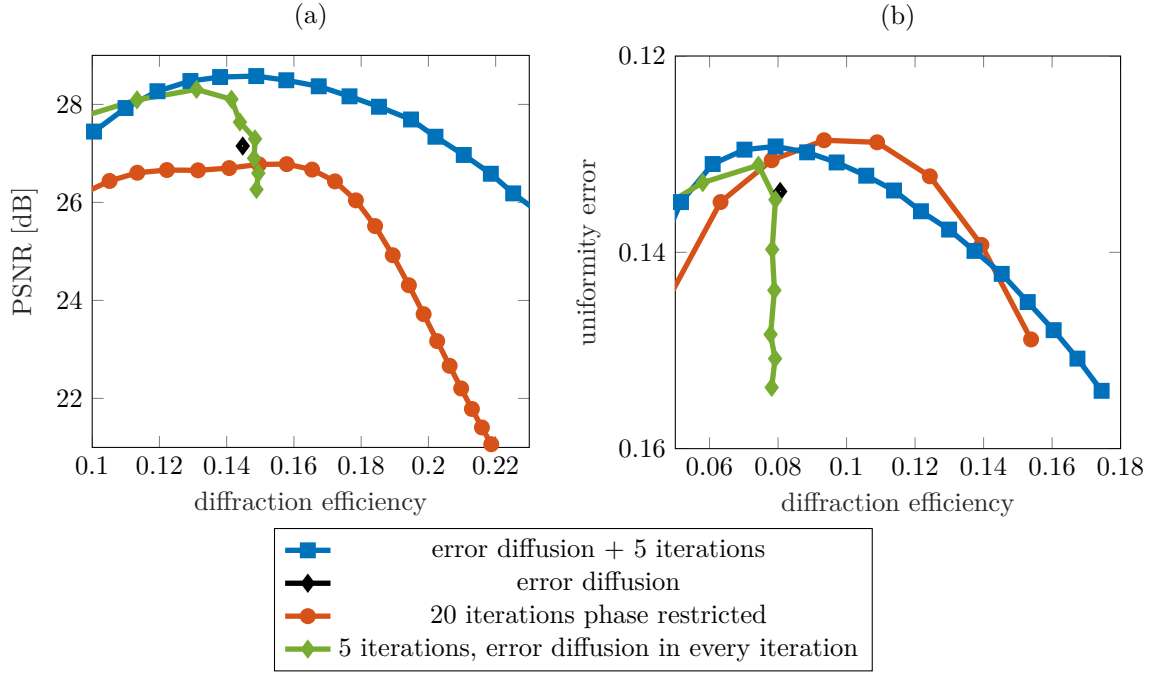 (a)
28
26
24
22
PSNR [dB]
0.1 0.12 0.14 0.16 0.18 0.2 0.22
diffraction efficiency
(b)
0.12
0.14
0.16
uniformity error
0.06 0.08 0.1 0.12 0.14 0.16 0.18
diffraction efficiency
error diffusion + 5 iterations
error diffusion
20 iterations phase restricted
5 iterations, error diffusion in every iteration